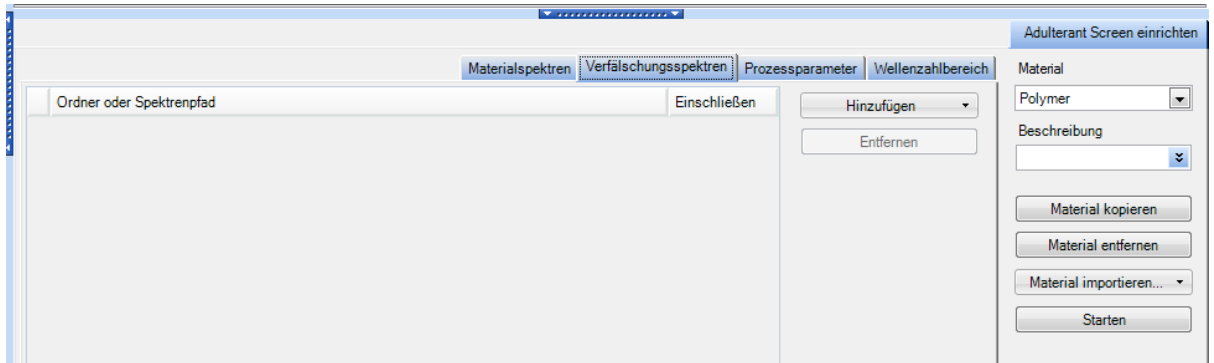 Adulterant Screen einrichten
Materialspektren Verfälschungsspektren Prozessparameter Wellenzahlbereich
Ordner oder Spektrenpfad Einschließen
Hinzufügen
Entfernen
Material
Polymer
Beschreibung
Material kopieren
Material entfernen
Material importieren...
Starten